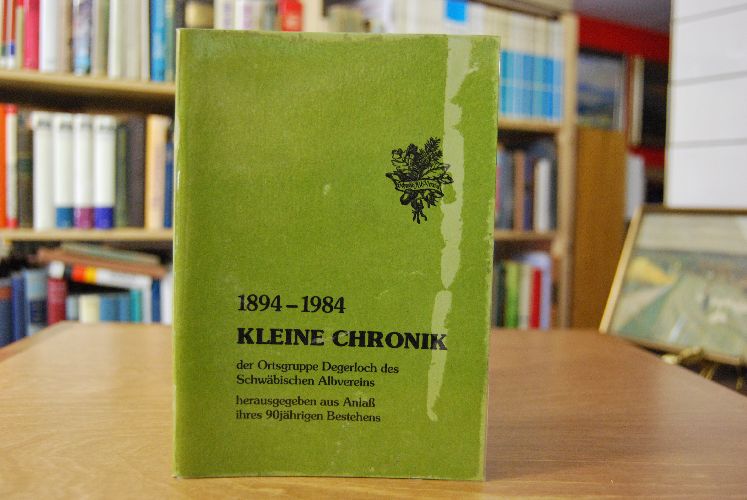 1894 – 1984
KLEINE CHRONIK
der Ortsgruppe Degerloch des
Schwäbischen Albvereins
herausgegeben aus Anlaß
ihres 90jährigen Bestehens